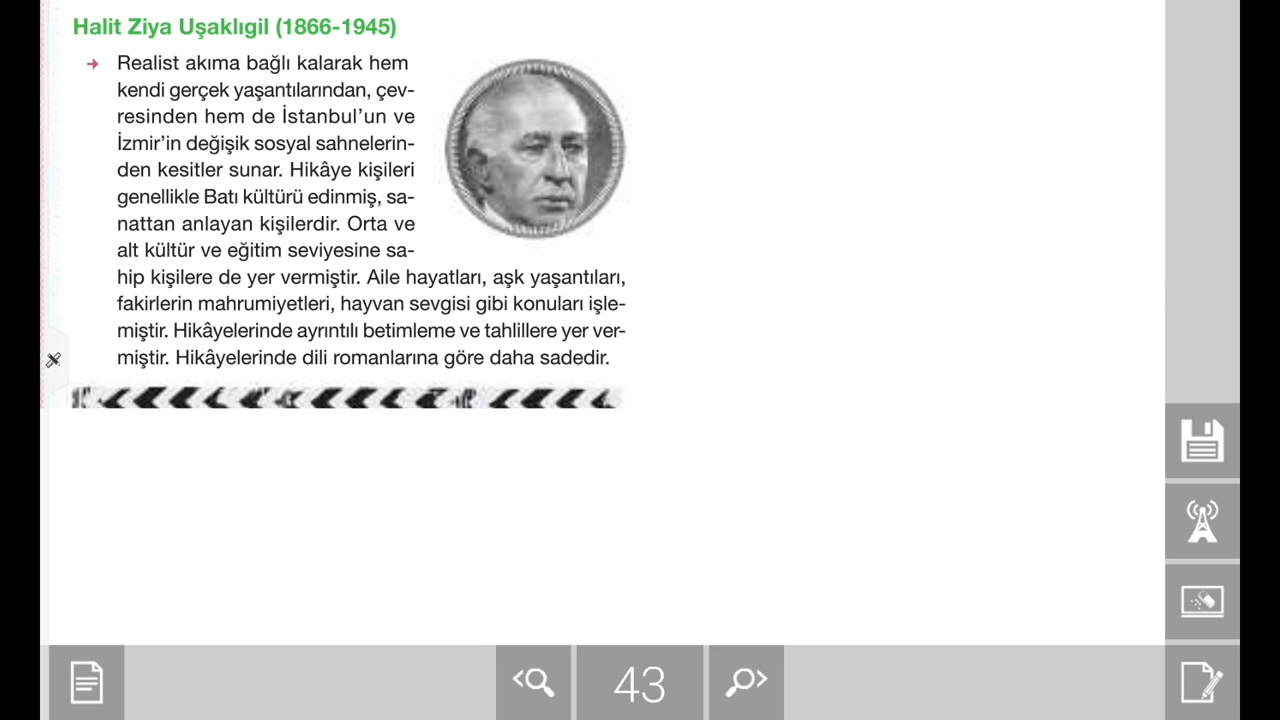 Halit Ziya Uşaklıgil (1866-1945)
→ Realist akıma bağlı kalarak hem
kendi gerçek yaşantılarından, çev-
resinden hem de İstanbul’un ve
İzmir’in değişik sosyal sahnelerin-
den kesitler sunar. Hikâye kişileri
genellikle Batı kültürü edinmiş, sa-
nattan anlayan kişilerdir. Orta ve
alt kültür ve eğitim seviyesine sa-
hip kişilere de yer vermiştir. Aile hayatları, aşk yaşantıları,
fakirlerin mahrumiyetleri, hayvan sevgisi gibi konuları işle-
miştir. Hikâyelerinde ayrıntılı betimleme ve tahlillere yer ver-
miştir. Hikâyelerinde dili romanlarına göre daha sadedir.
43